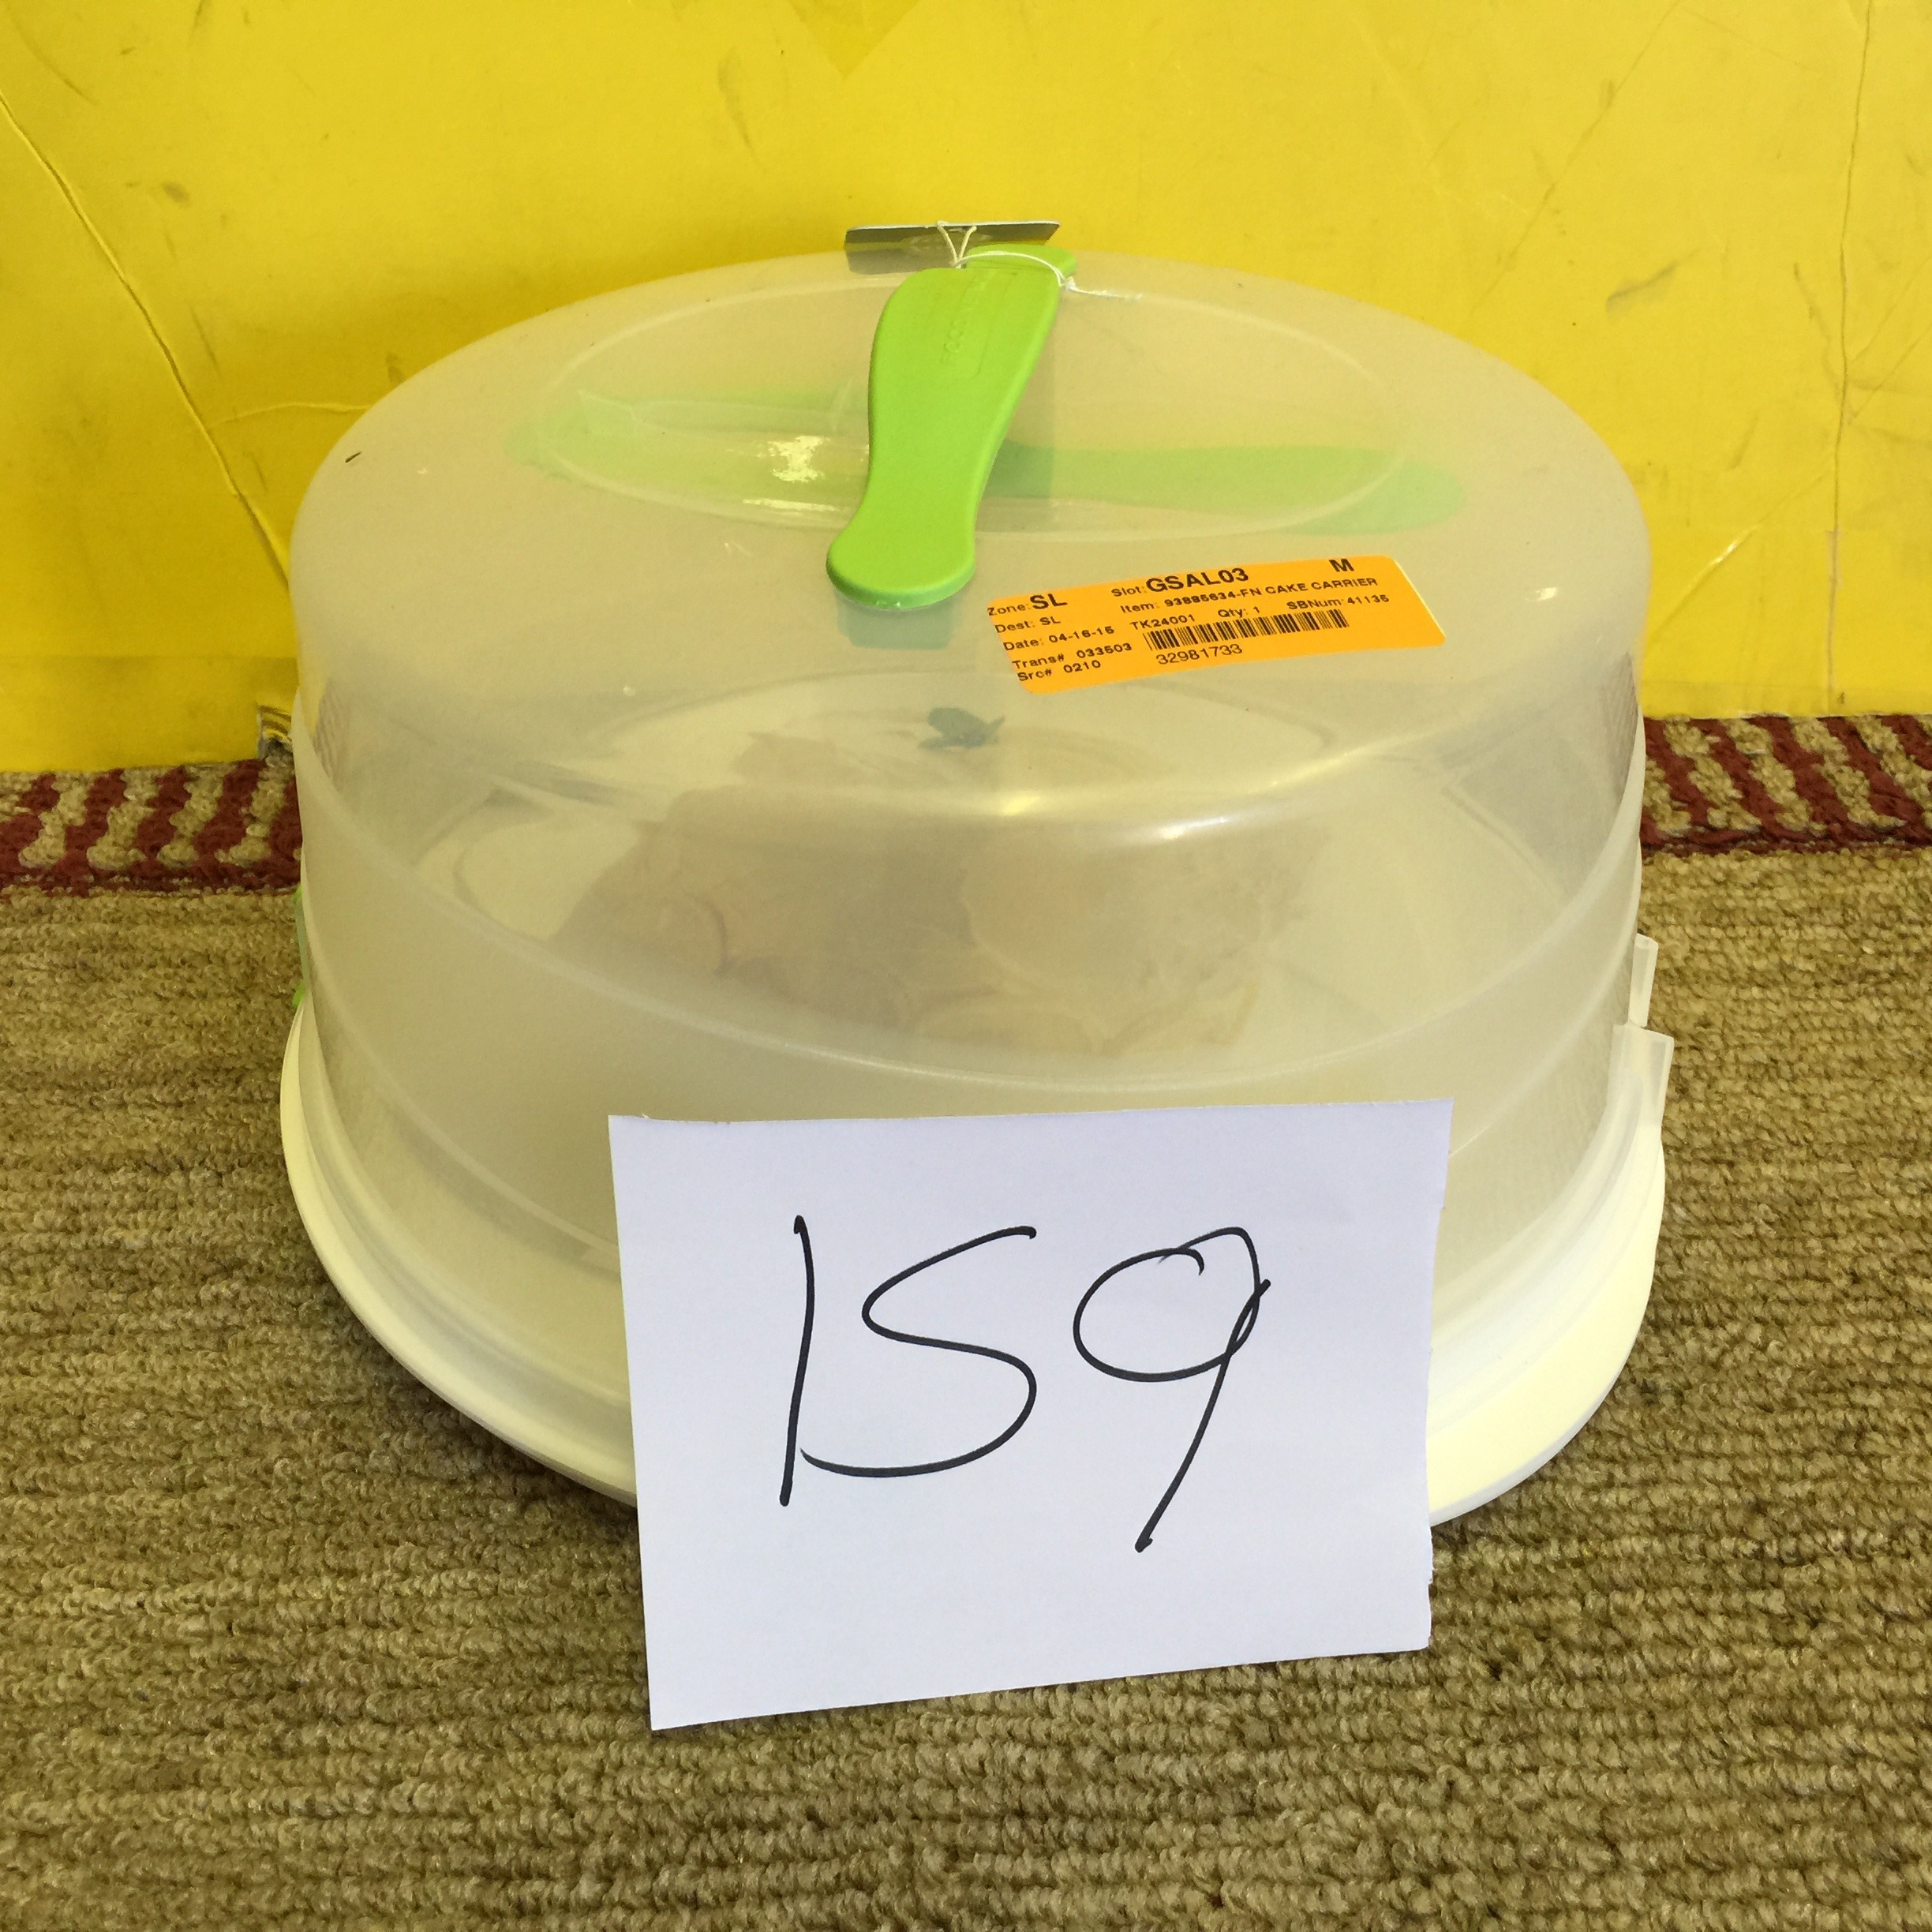 Zone: SL Slot: GSAL03 M
Dest: SL Item: 93885634-FN CAKE CARRIER
Date: 04-16-15 TK24001 Qty: 1 SBNum: 41135
Trans# 033503
Src# 0210 32981733
159